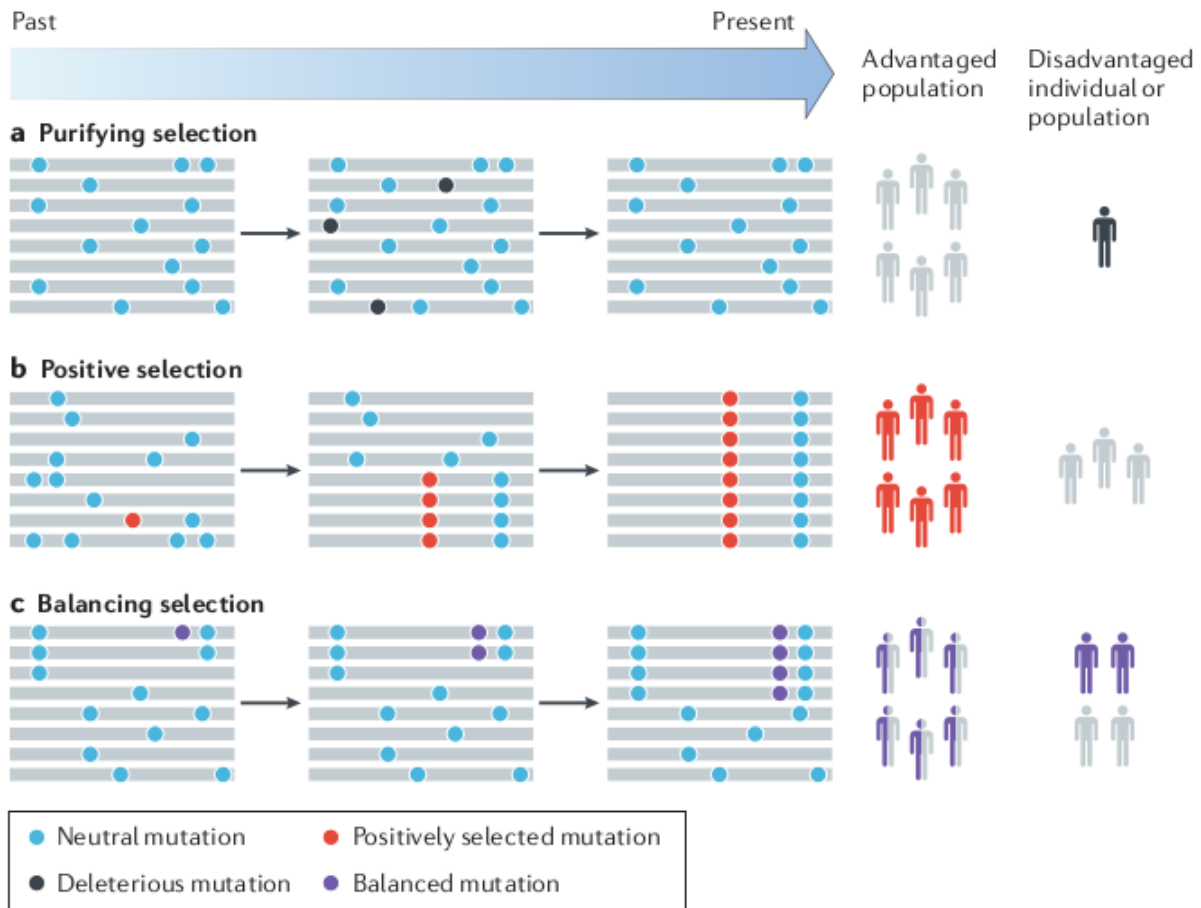 Past
Present
Advantaged
population
Disadvantaged
individual or
population
a Purifying selection
b Positive selection
c Balancing selection
Neutral mutation
Positively selected mutation
Deleterious mutation
Balanced mutation